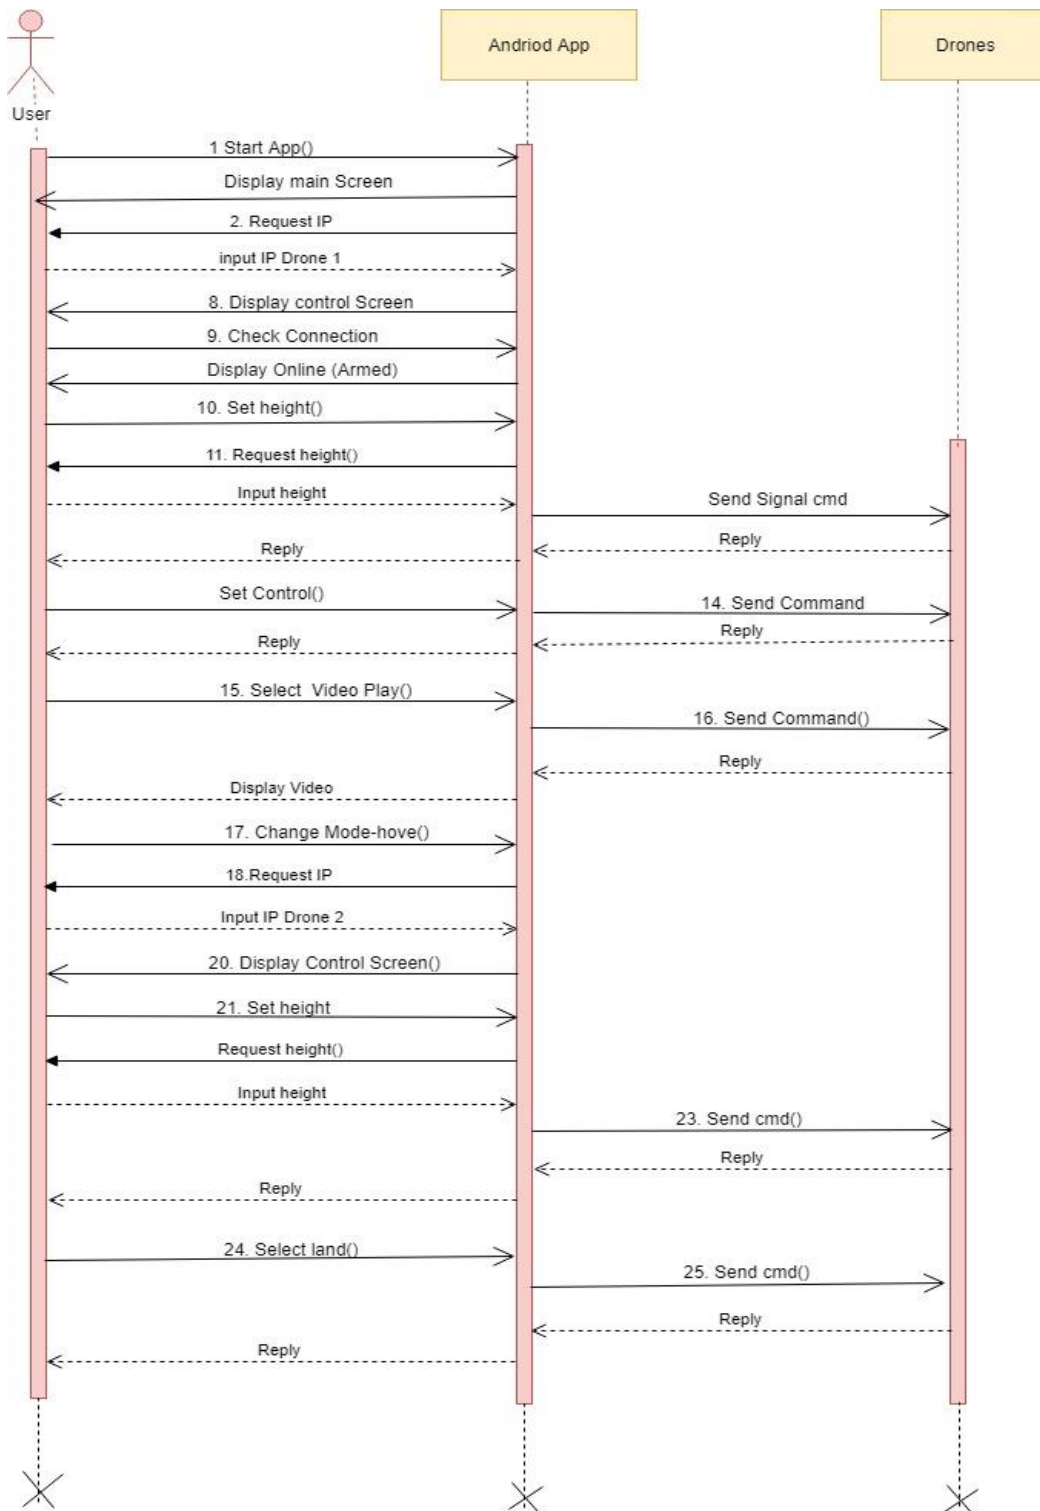 Andriod App
Drones
User
1 Start App()
Display main Screen
2. Request IP
input IP Drone 1
8. Display control Screen
9. Check Connection
Display Online (Armed)
10. Set height()
11. Request height()
Input height
Send Signal cmd
Reply
Reply
Set Control()
14. Send Command
Reply
Reply
15. Select  Video Play()
16. Send Command()
Reply
Display Video
17. Change Mode-hove()
18.Request IP
Input IP Drone 2
20. Display Control Screen()
21. Set height
Request height()
Input height
23. Send cmd()
Reply
Reply
24. Select land()
25. Send cmd()
Reply
Reply